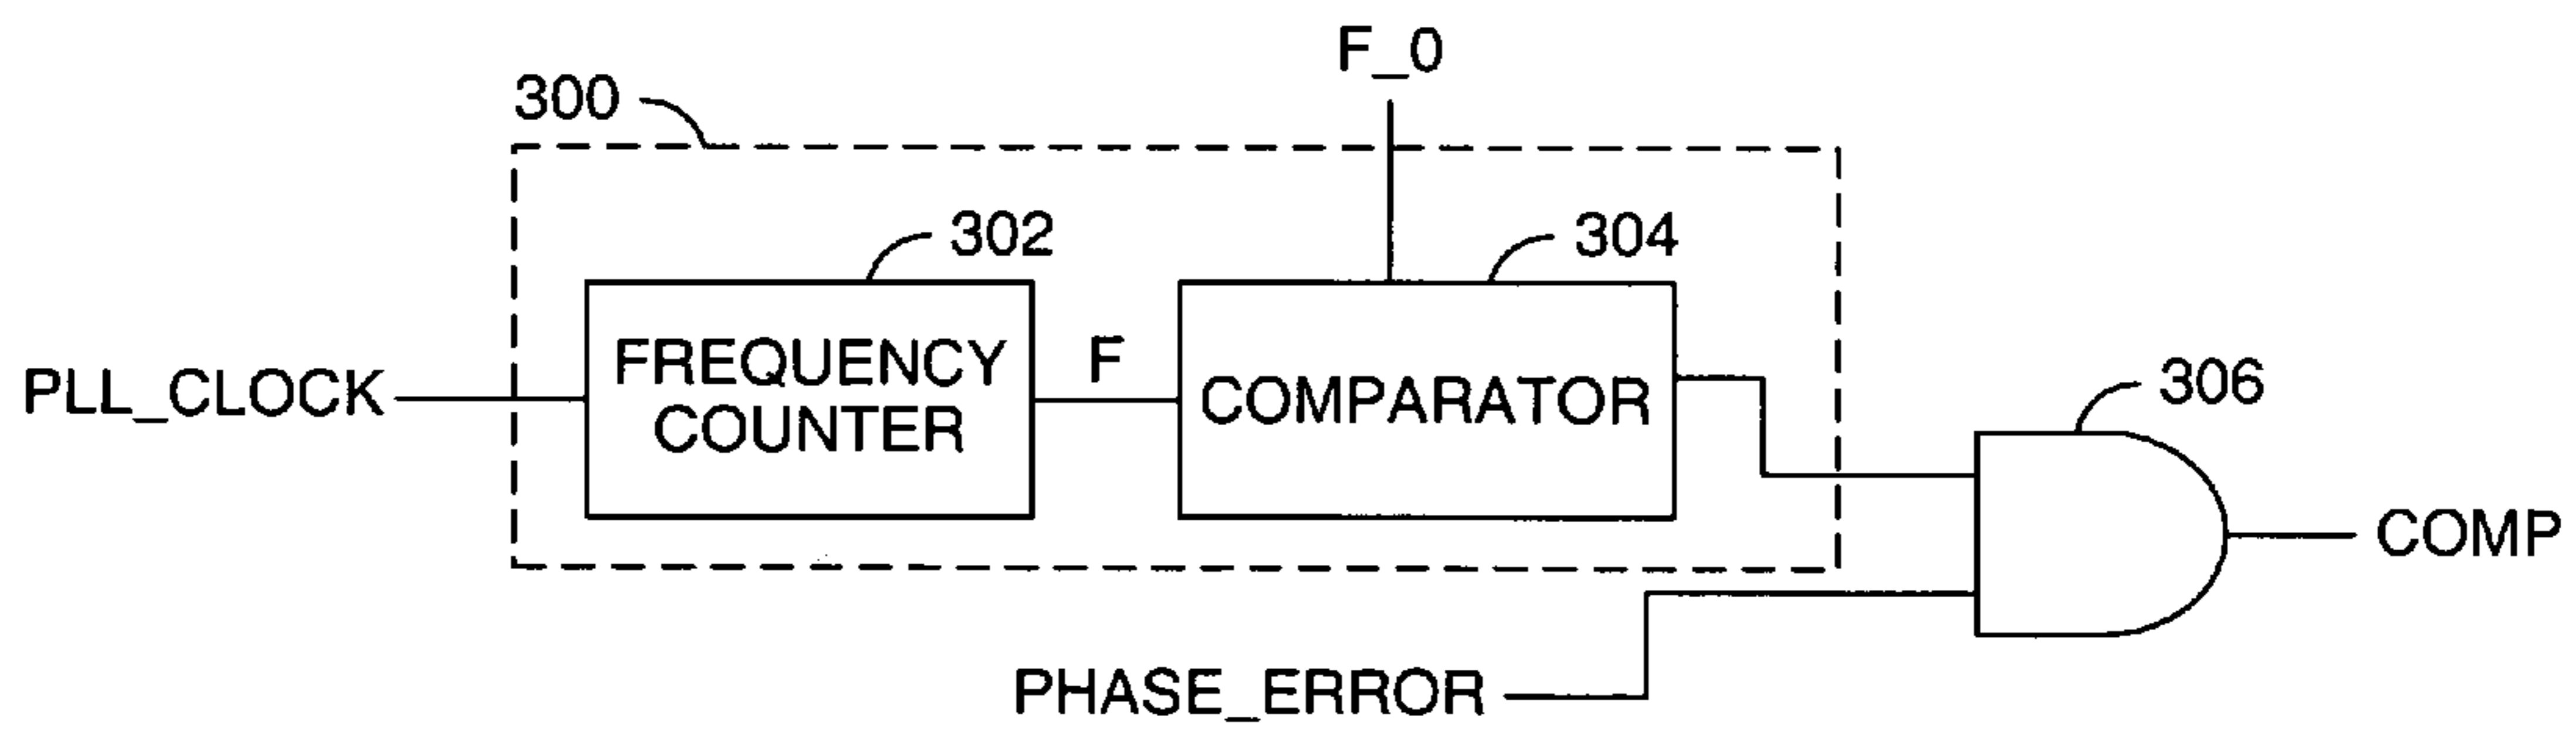 F_0
300
302
304
PLL_CLOCK
FREQUENCY
COUNTER
F
COMPARATOR
306
COMP
PHASE_ERROR